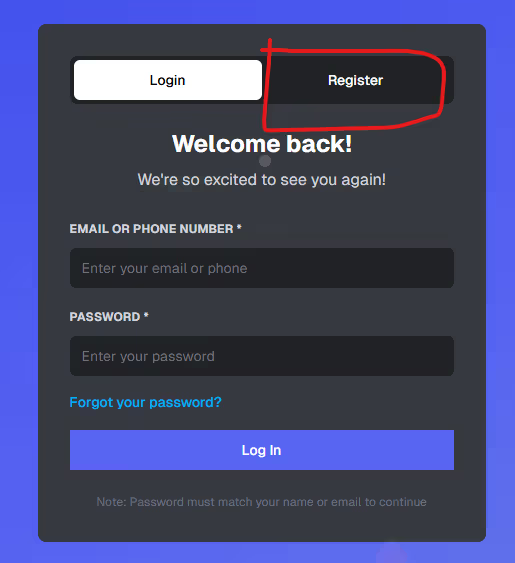 Login
Register
Welcome back!
We're so excited to see you again!
EMAIL OR PHONE NUMBER *
Enter your email or phone
PASSWORD *
Enter your password
Forgot your password?
Log In
Note: Password must match your name or email to continue